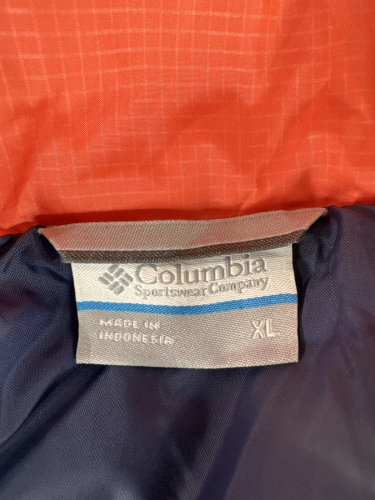 Columbia
Sportswear Company
MADE IN
INDONESIA
XL